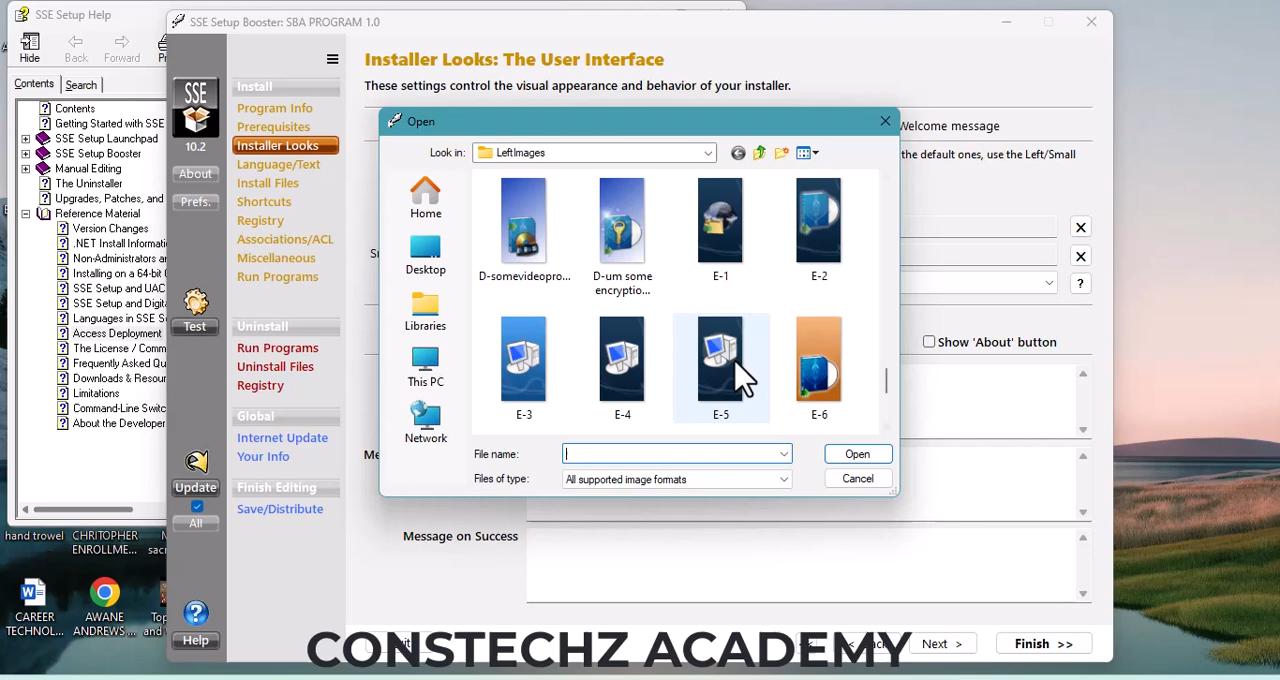 SSE Setup Help
Hide
Back
Forward
Contents
Search
Contents
Getting Started with SSE
SSE Setup Launchpad
SSE Setup Booster
Manual Editing
The Uninstaller
Upgrades, Patches, and
Reference Material
Version Changes
.NET Install Informati
Non-Administrators ar
Installing on a 64-bit
SSE Setup and UAC
SSE Setup and Digita
Languages in SSE S
Access Deployment
The License / Comm
Frequently Asked Qu
Downloads & Resour
Limitations
Command-Line Switc
About the Developer
hand trowel
CHRITOPHER
ENROLLME...
CAREER
TECHNOL...
AWANE
ANDREWS ...
SSE Setup Booster: SBA PROGRAM 1.0
SSE
10.2
About
Prefs.
Test
Update
All
Help
Install
Program Info
Prerequisites
Installer Looks
Language/Text
Install Files
Shortcuts
Registry
Associations/ACL
Miscellaneous
Run Programs
Uninstall
Run Programs
Uninstall Files
Registry
Global
Internet Update
Your Info
Finish Editing
Save/Distribute
Installer Looks: The User Interface
These settings control the visual appearance and behavior of your installer.
Welcome message
the default ones, use the Left/Small
?
Show 'About' button
Message on Success
Next >
Finish >>
Open
Look in:
LeftImages
Home
Desktop
Libraries
This PC
Network
D-somevideopro...
D-um some
encryptio...
E-1
E-2
E-3
E-4
E-5
E-6
File name:
Open
Files of type:
All supported image formats
Cancel
CONSTECHZ ACADEMY